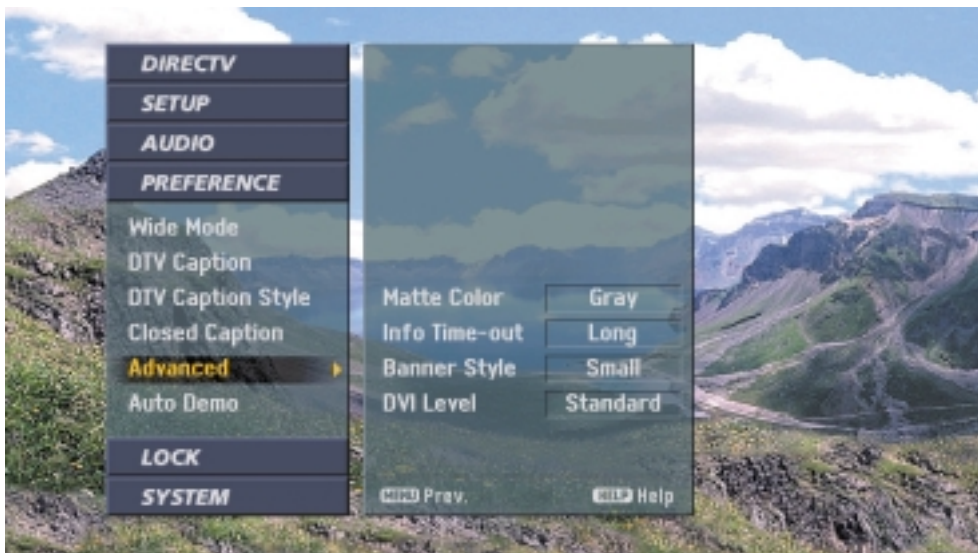 DIRECTV
SETUP
AUDIO
PREFERENCE
Wide Mode
DTV Caption
DTV Caption Style
Closed Caption
Advanced
Auto Demo
LOCK
SYSTEM
Matte Color Gray
Info Time-out Long
Banner Style Small
DVI Level Standard
MENU Prev. HELP Help